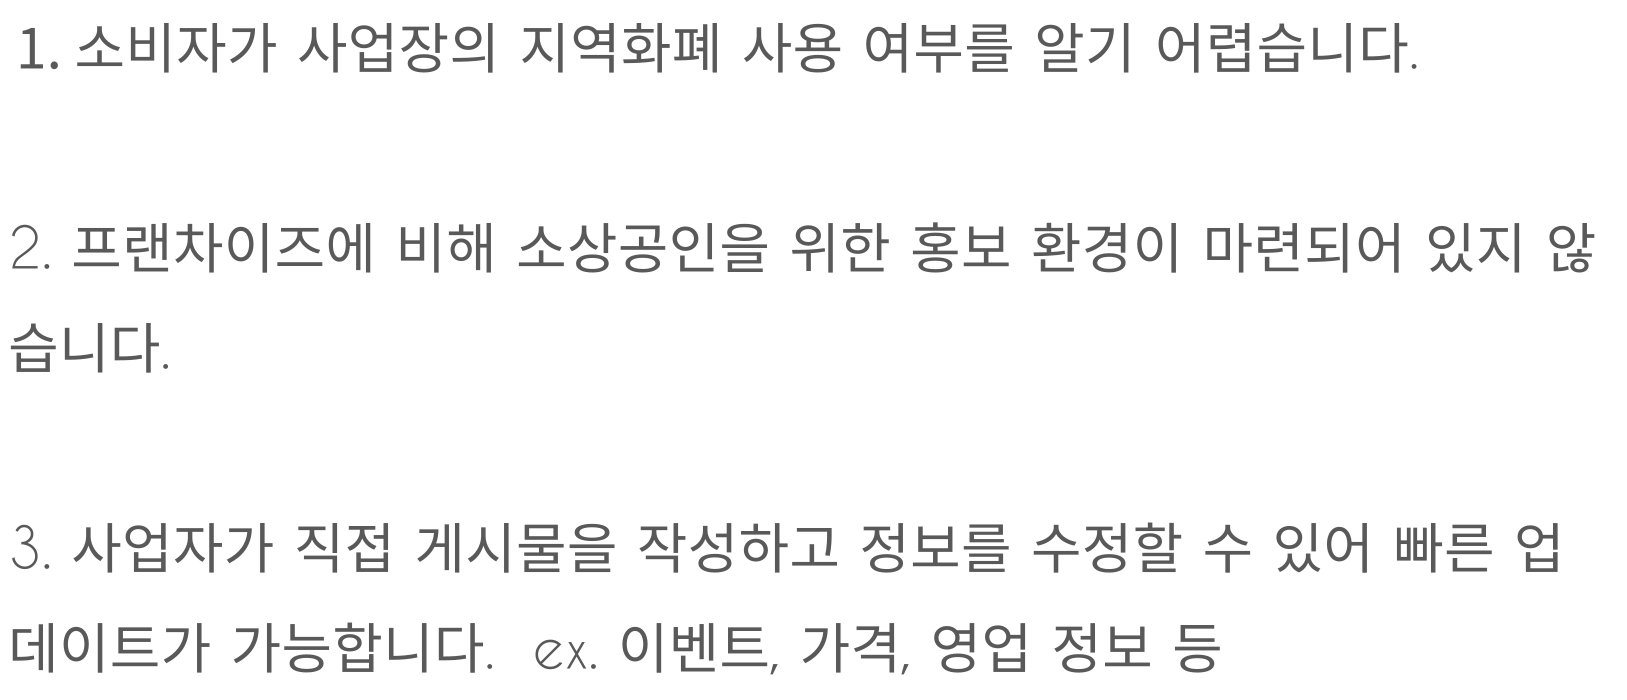 1. 소비자가 사업장의 지역화폐 사용 여부를 알기 어렵습니다.
2. 프랜차이즈에 비해 소상공인을 위한 홍보 환경이 마련되어 있지 않
습니다.
3. 사업자가 직접 게시물을 작성하고 정보를 수정할 수 있어 빠른 업
데이트가 가능합니다. ex. 이벤트, 가격, 영업 정보 등